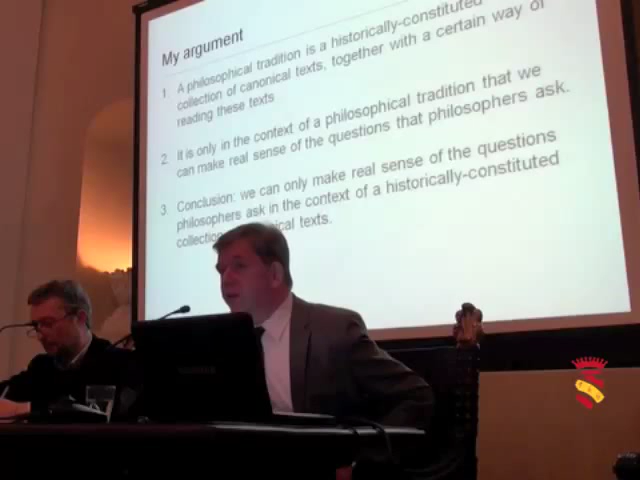 My argument
1. A philosophical tradition is a historically-constituted
collection of canonical texts, together with a certain way of
reading these texts
2. It is only in the context of a philosophical tradition that we
can make real sense of the questions that philosophers ask.
3. Conclusion: we can only make real sense of the questions
philosophers ask in the context of a historically-constituted
texts.